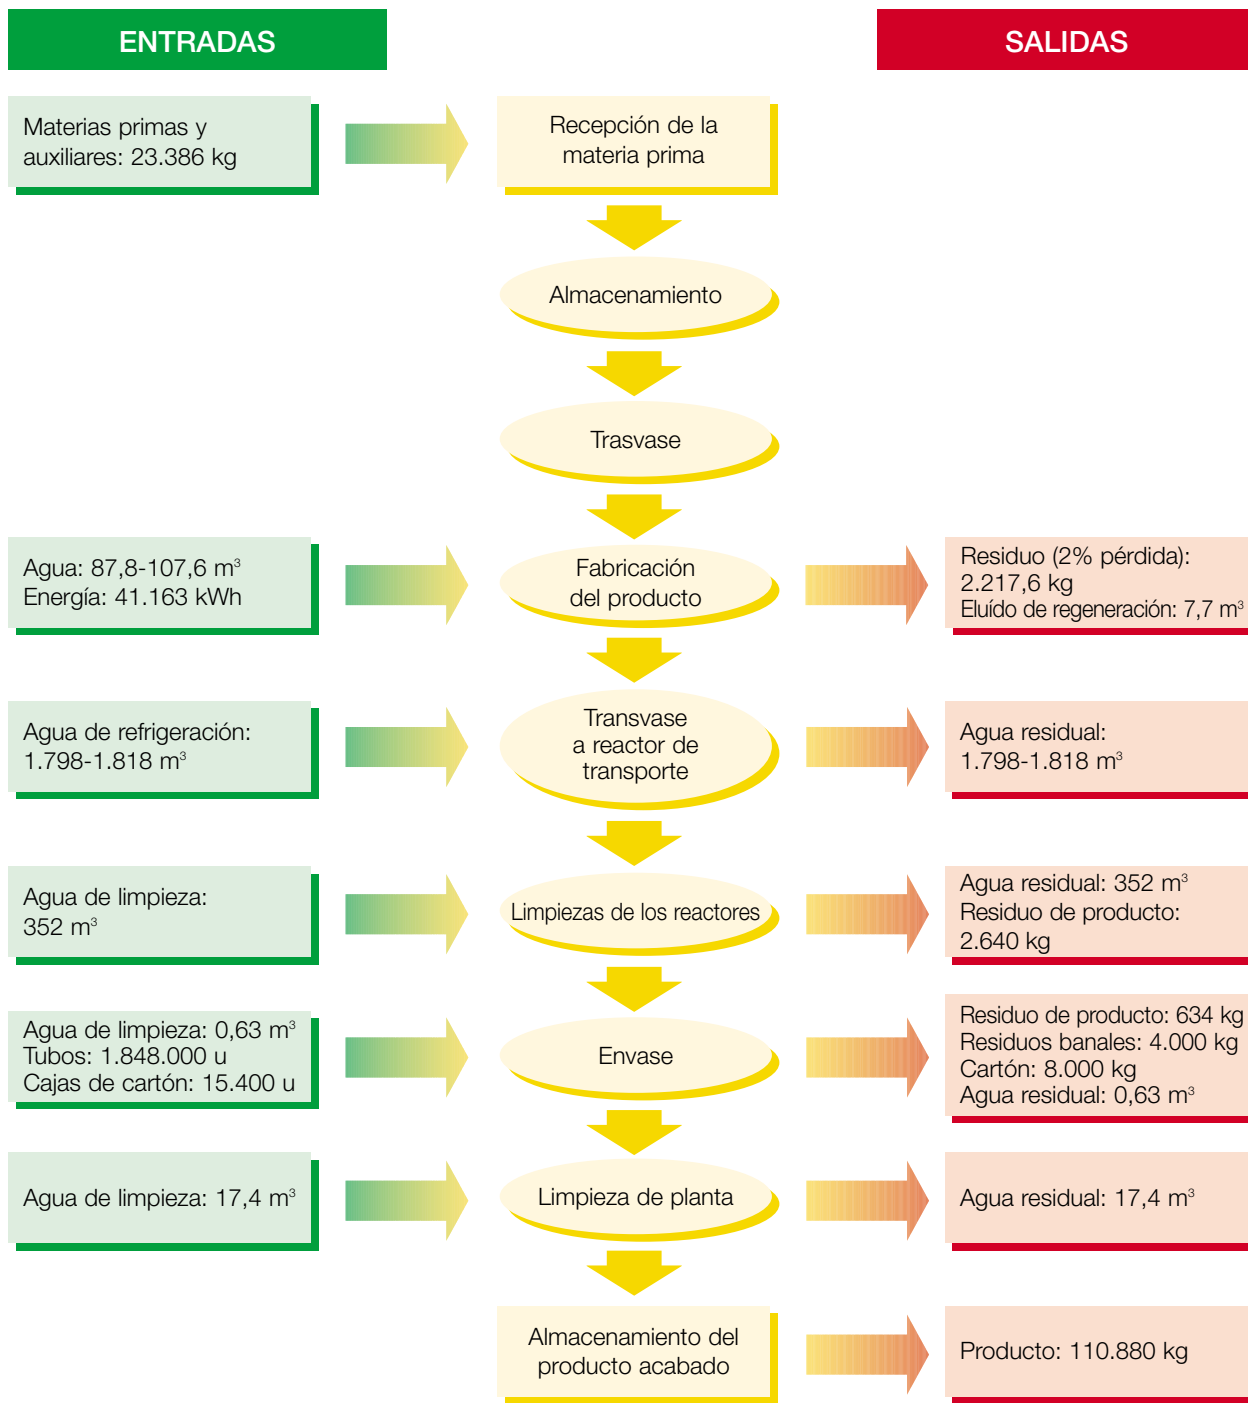 ENTRADAS
SALIDAS
Materias primas y
auxiliares: 23.386 kg
Recepción de la
materia prima
Almacenamiento
Trasvase
Agua: 87,8-107,6 m³
Energía: 41.163 kWh
Fabricación
del producto
Residuo (2% pérdida):
2.217,6 kg
Eluído de regeneración: 7,7 m³
Agua de refrigeración:
1.798-1.818 m³
Transvase
a reactor de
transporte
Agua residual:
1.798-1.818 m³
Agua de limpieza:
352 m³
Limpiezas de los reactores
Agua residual: 352 m³
Residuo de producto:
2.640 kg
Agua de limpieza: 0,63 m³
Tubos: 1.848.000 u
Cajas de cartón: 15.400 u
Envase
Residuo de producto: 634 kg
Residuos banales: 4.000 kg
Cartón: 8.000 kg
Agua residual: 0,63 m³
Agua de limpieza: 17,4 m³
Limpieza de planta
Agua residual: 17,4 m³
Almacenamiento del
producto acabado
Producto: 110.880 kg